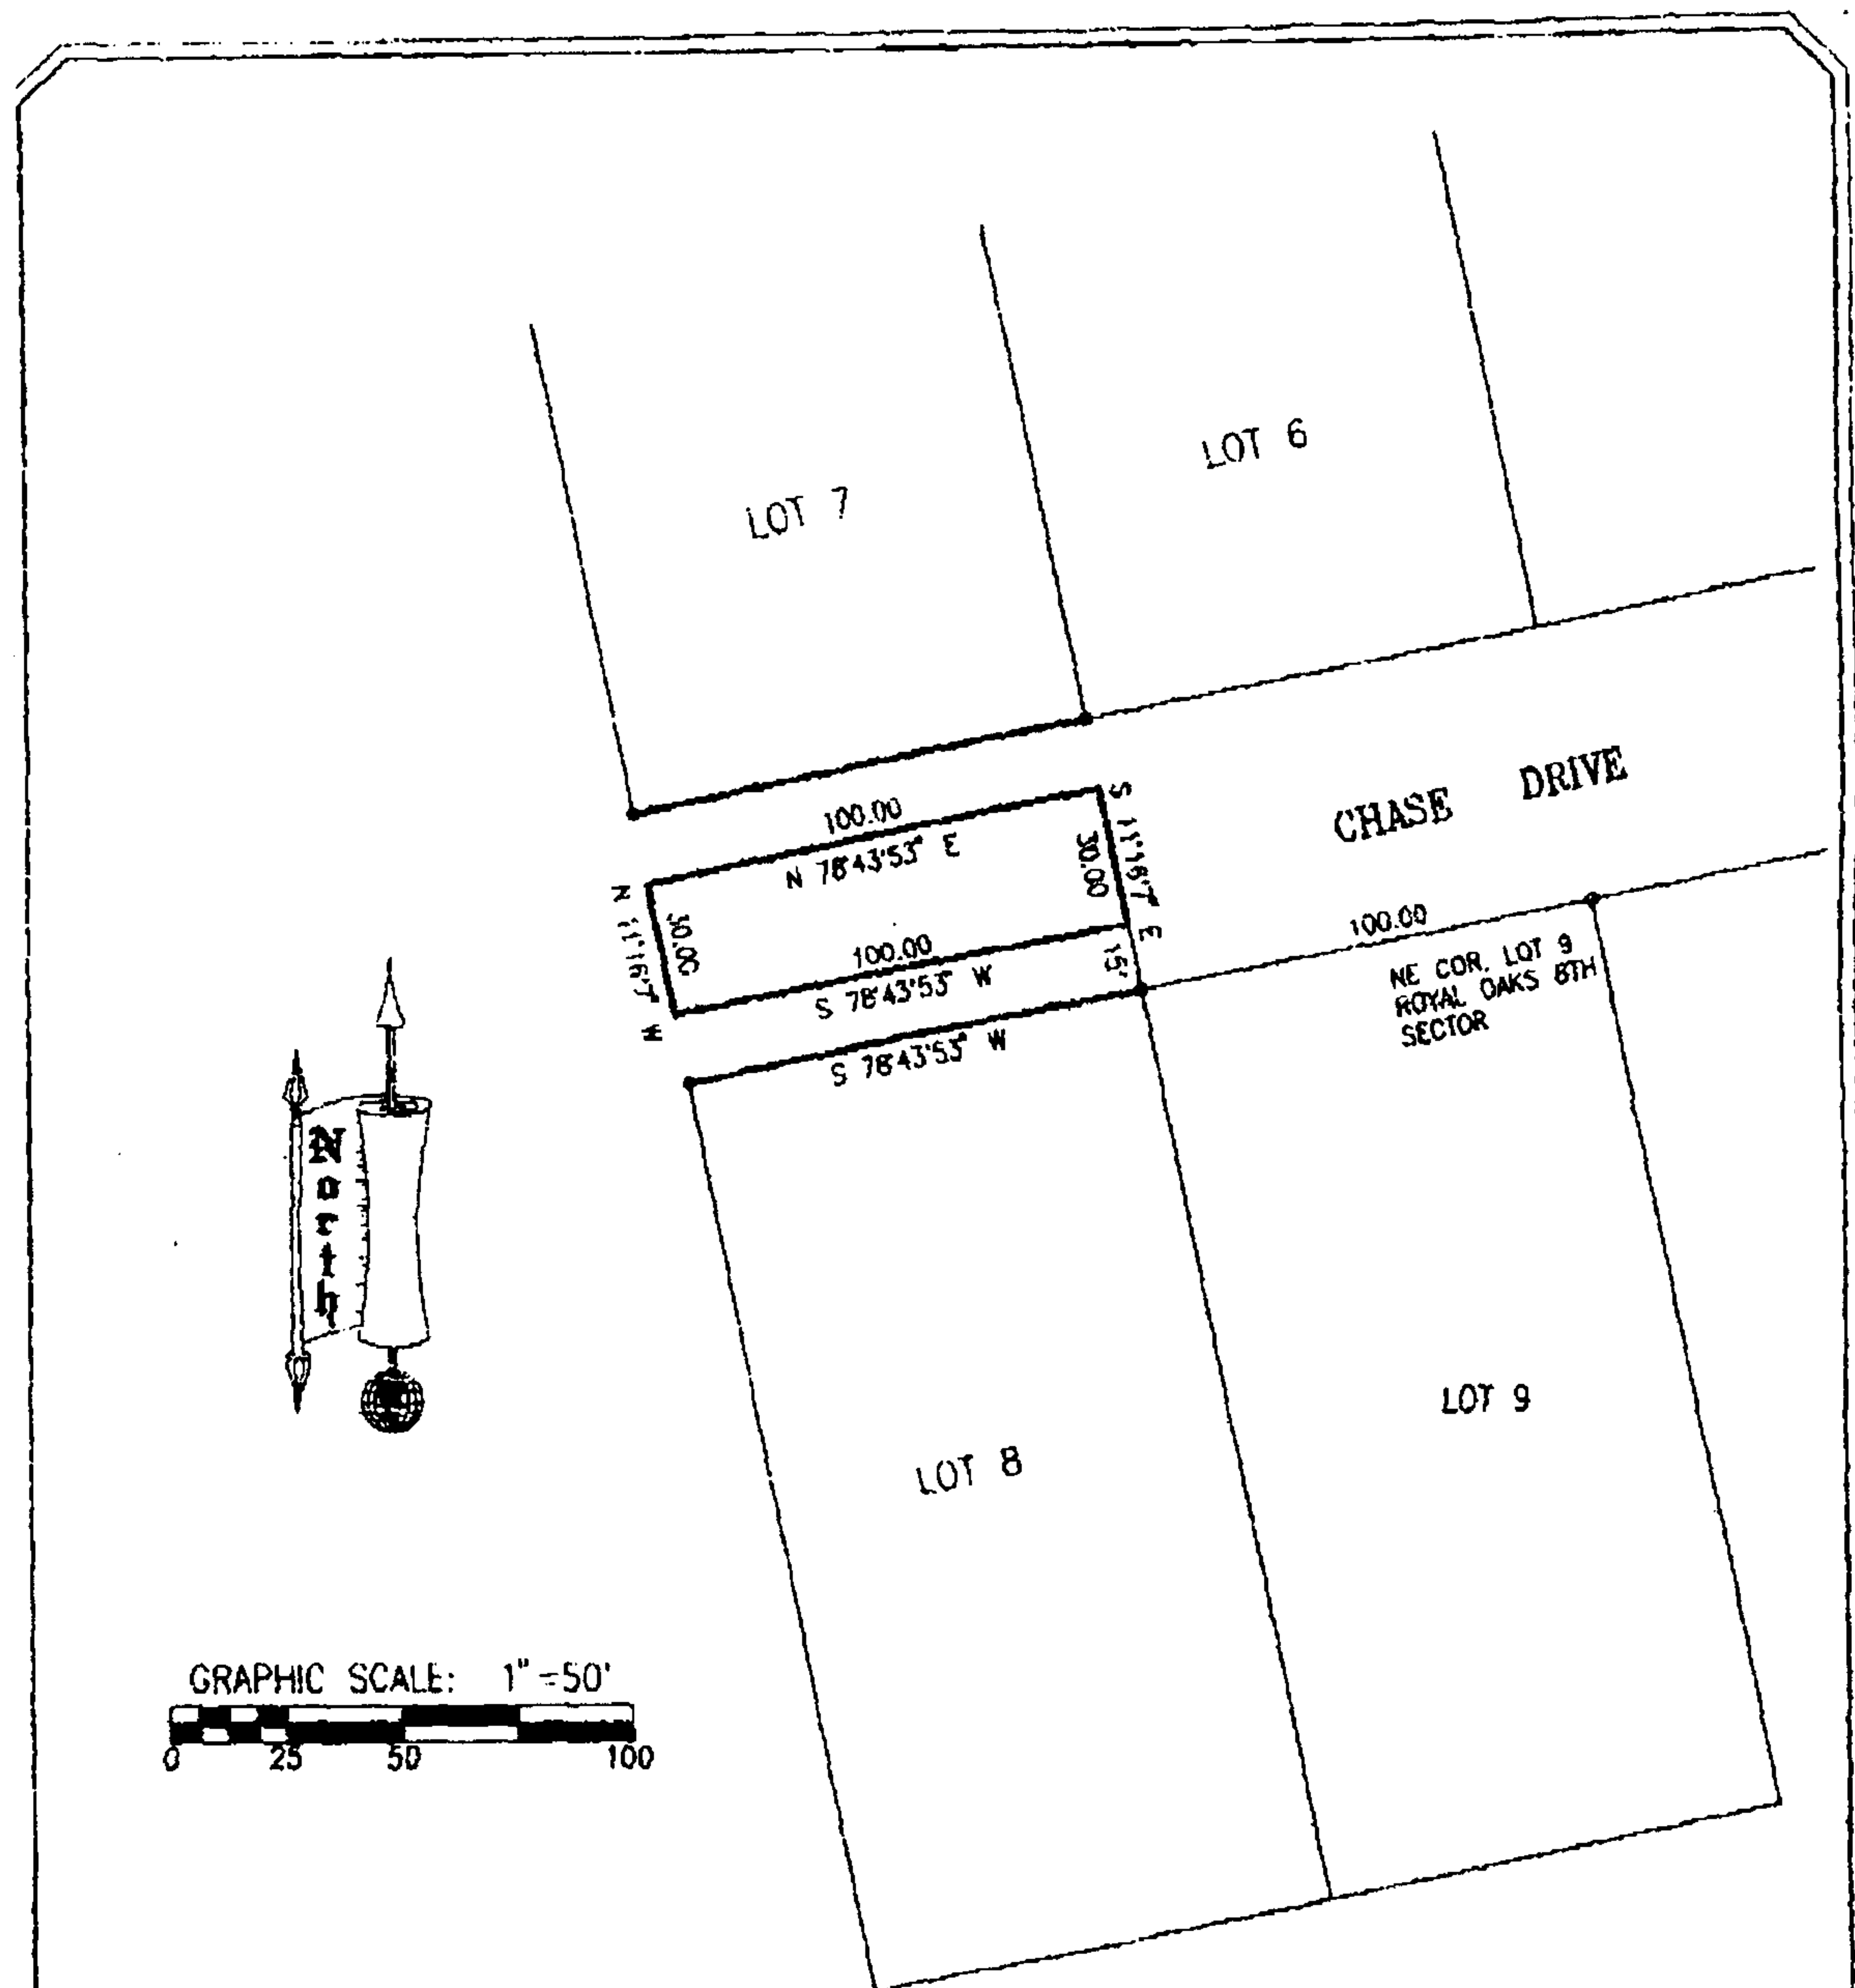 LOT 6
LOT 7
CHASE DRIVE
100.00
N 78°43'53" E
S 11°16'7" E
30.00
N 11°16'7" W
30.00
100.00
S 78°43'53" W
15'
100.00
S 78°43'53" W
NE COR. LOT 9
ROYAL OAKS 8TH
SECTOR
North
LOT 9
LOT 8
GRAPHIC SCALE: 1"=50'
0 25 50 100